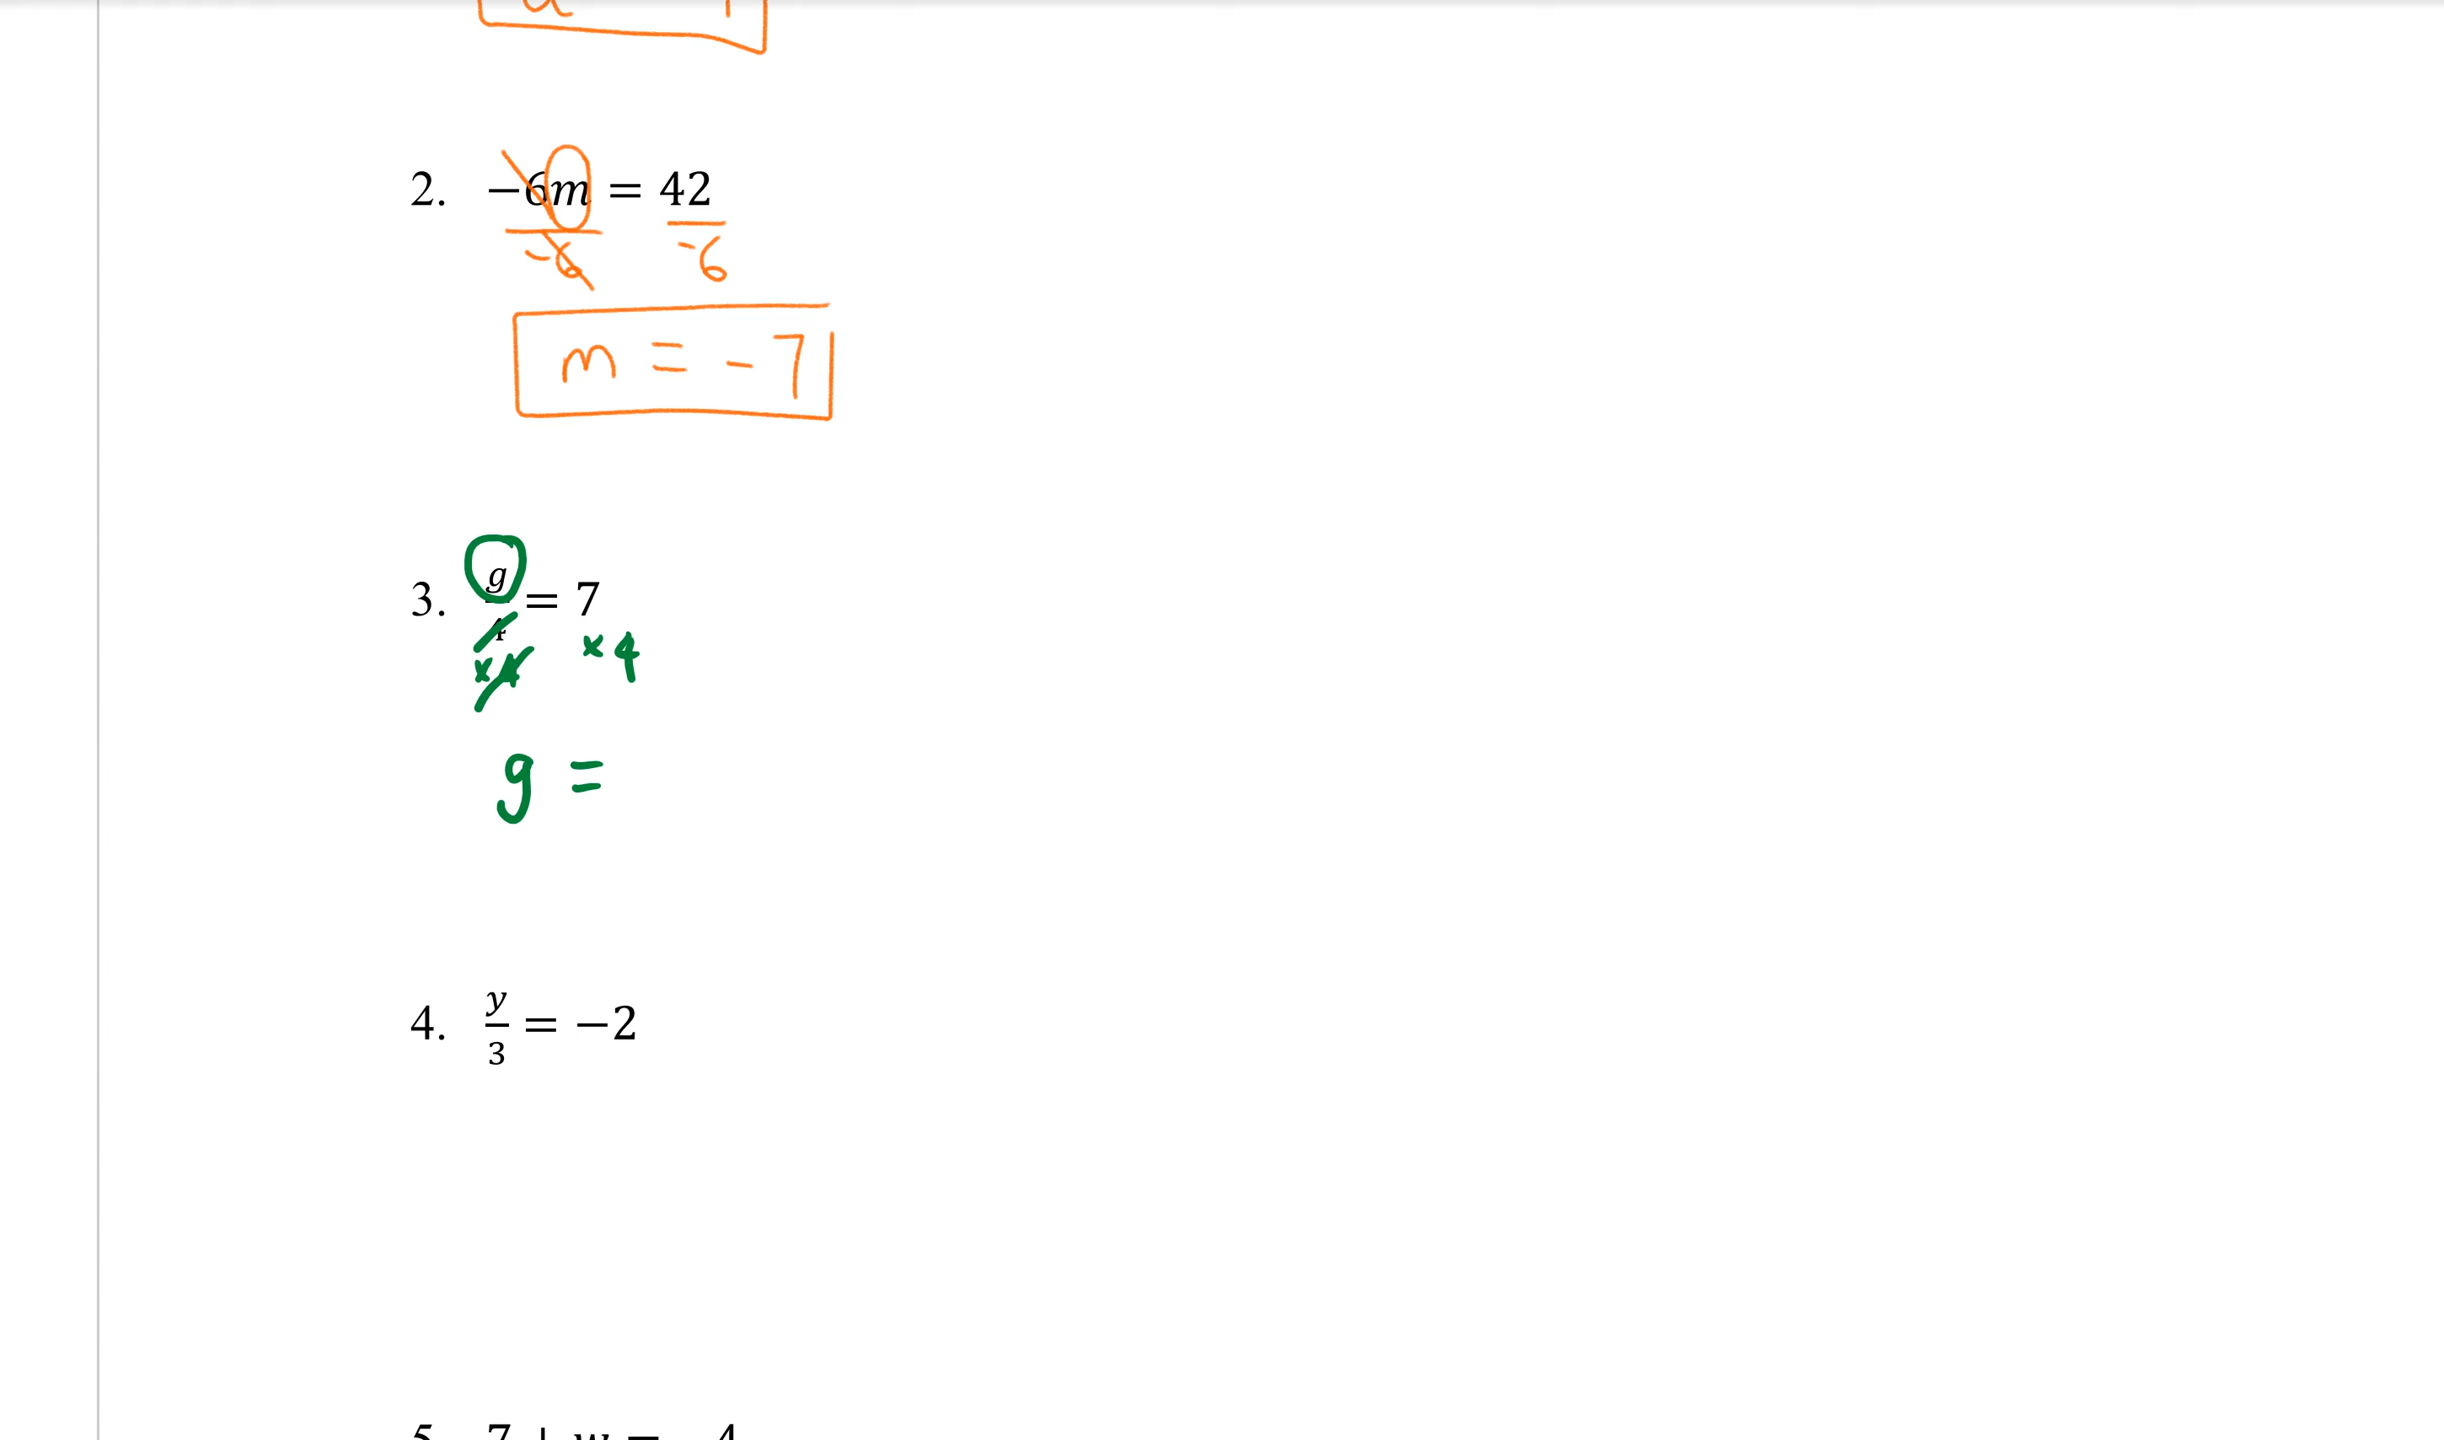 2. −6m = 42
−6 −6
m = −7
3. g/4 = 7
×4 ×4
g =
4. y/3 = −2